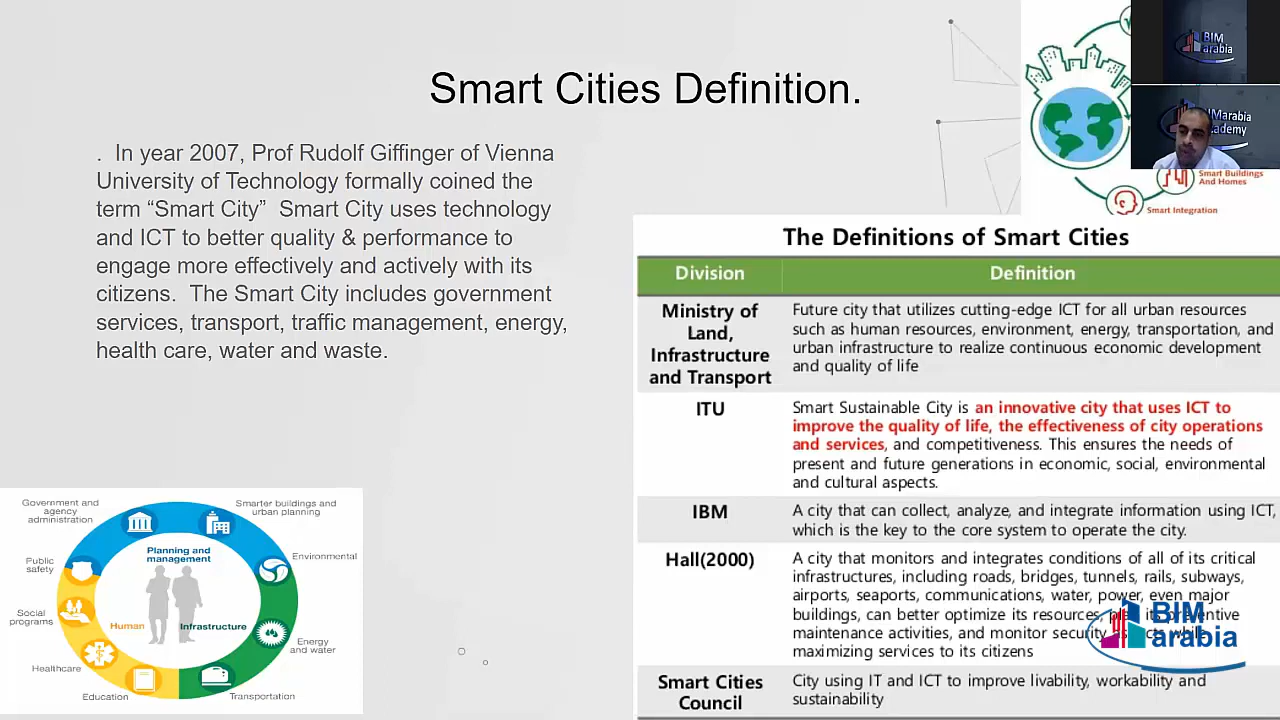 Smart Cities Definition.
. In year 2007, Prof Rudolf Giffinger of Vienna
University of Technology formally coined the
term “Smart City” Smart City uses technology
and ICT to better quality & performance to
engage more effectively and actively with its
citizens. The Smart City includes government
services, transport, traffic management, energy,
health care, water and waste.
BIM
arabia
BIMarabia
Academy
Smart Buildings
And Homes
Smart Integration
The Definitions of Smart Cities
Division
Definition
Ministry of
Land,
Infrastructure
and Transport
Future city that utilizes cutting-edge ICT for all urban resources
such as human resources, environment, energy, transportation, and
urban infrastructure to realize continuous economic development
and quality of life
ITU
Smart Sustainable City is an innovative city that uses ICT to
improve the quality of life, the effectiveness of city operations
and services, and competitiveness. This ensures the needs of
present and future generations in economic, social, environmental
and cultural aspects.
IBM
A city that can collect, analyze, and integrate information using ICT,
which is the key to the core system to operate the city.
Hall(2000)
A city that monitors and integrates conditions of all of its critical
infrastructures, including roads, bridges, tunnels, rails, subways,
airports, seaports, communications, water, power, even major
buildings, can better optimize its resources, its
maintenance activities, and monitor security while
maximizing services to its citizens
Smart Cities
Council
City using IT and ICT to improve livability, workability and
sustainability
BIM
arabia
Government and
agency
administration
Smarter buildings and
urban planning
Public
safety
Planning and
management
Environmental
Social
programs
Human
Infrastructure
Energy
and water
Healthcare
Education
Transportation